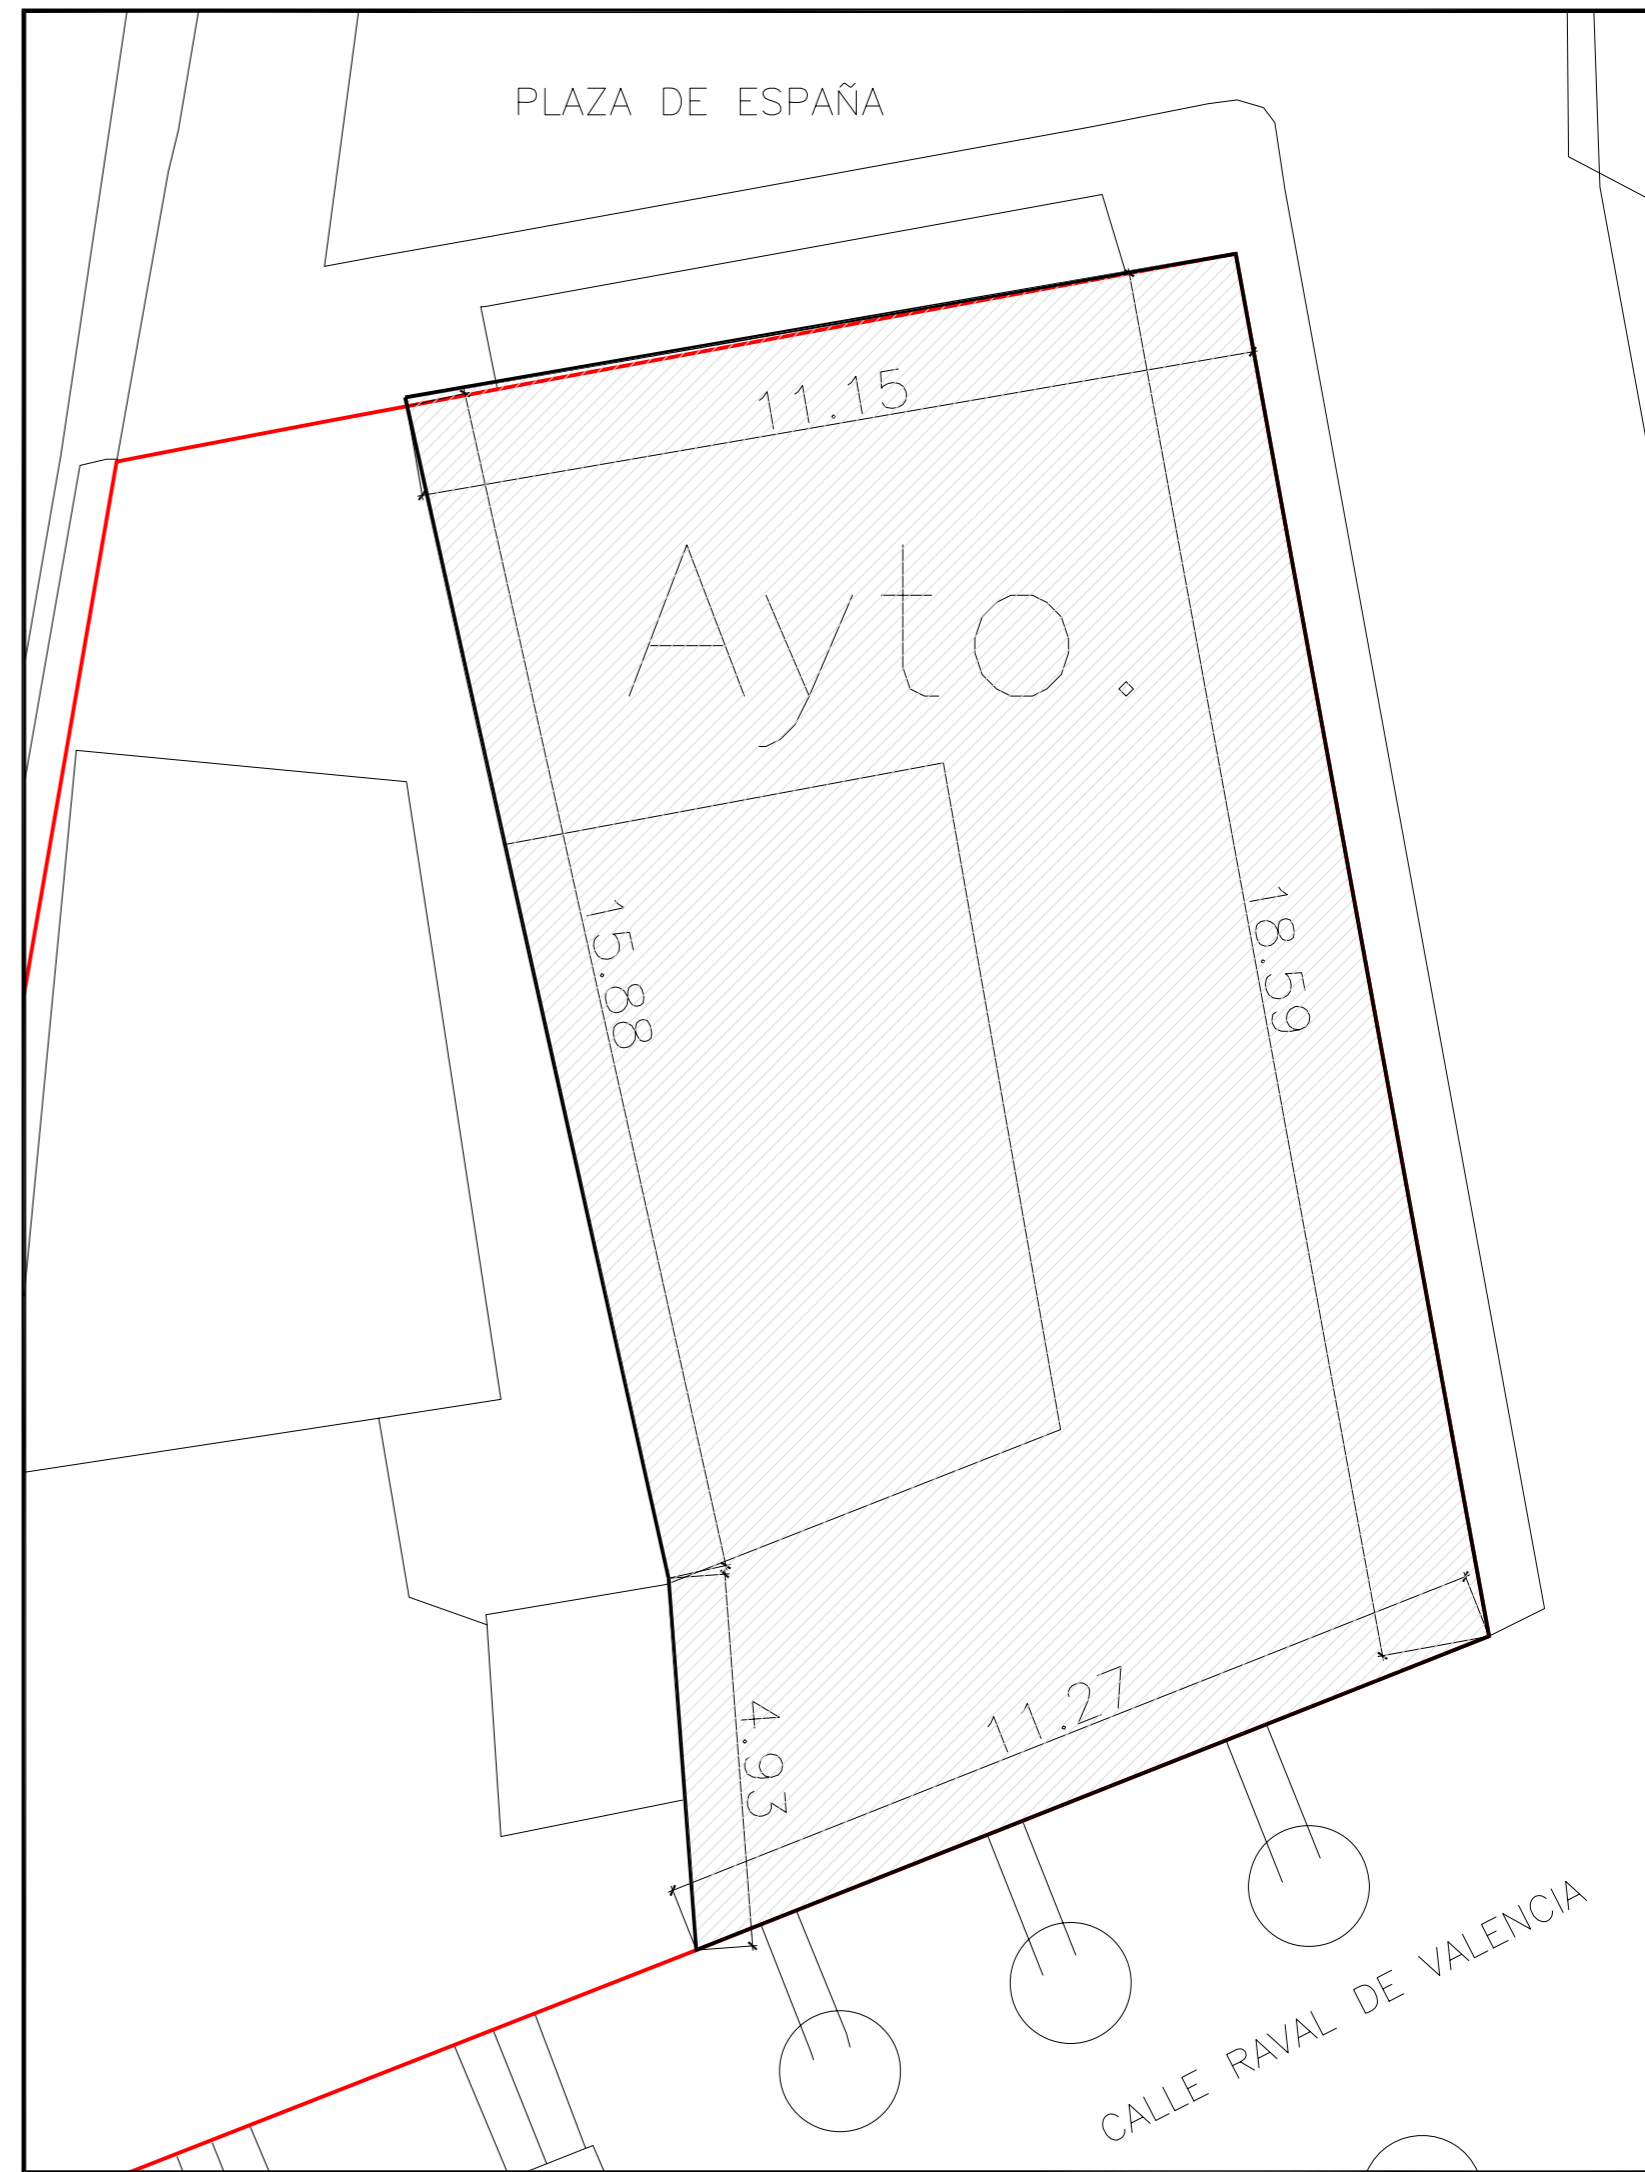 PLAZA DE ESPAÑA
11.15
Ayto.
15.88
18.59
11.27
4.93
CALLE RAVAL DE VALENCIA